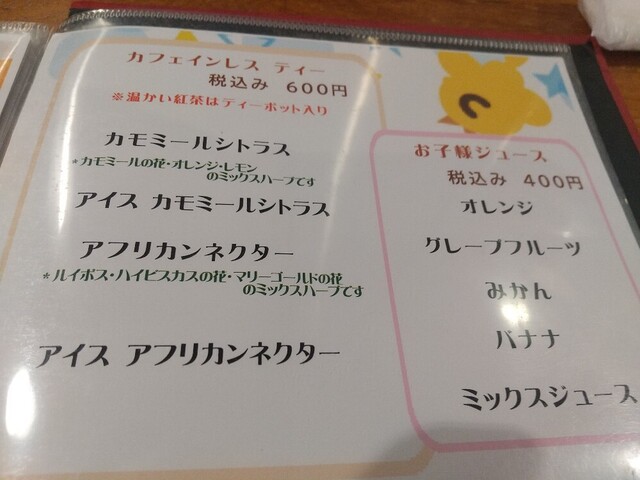 カフェインレス ティー
税込み 600円
※温かい紅茶はティーポット入り
カモミールシトラス
*カモミールの花・オレンジ・レモン
のミックスハーブです
アイス カモミールシトラス
アフリカンネクター
*ルイボス・ハイビスカスの花・マリーゴールドの花
のミックスハーブです
アイス アフリカンネクター
お子様ジュース
税込み 400円
オレンジ
グレープフルーツ
みかん
バナナ
ミックスジュース